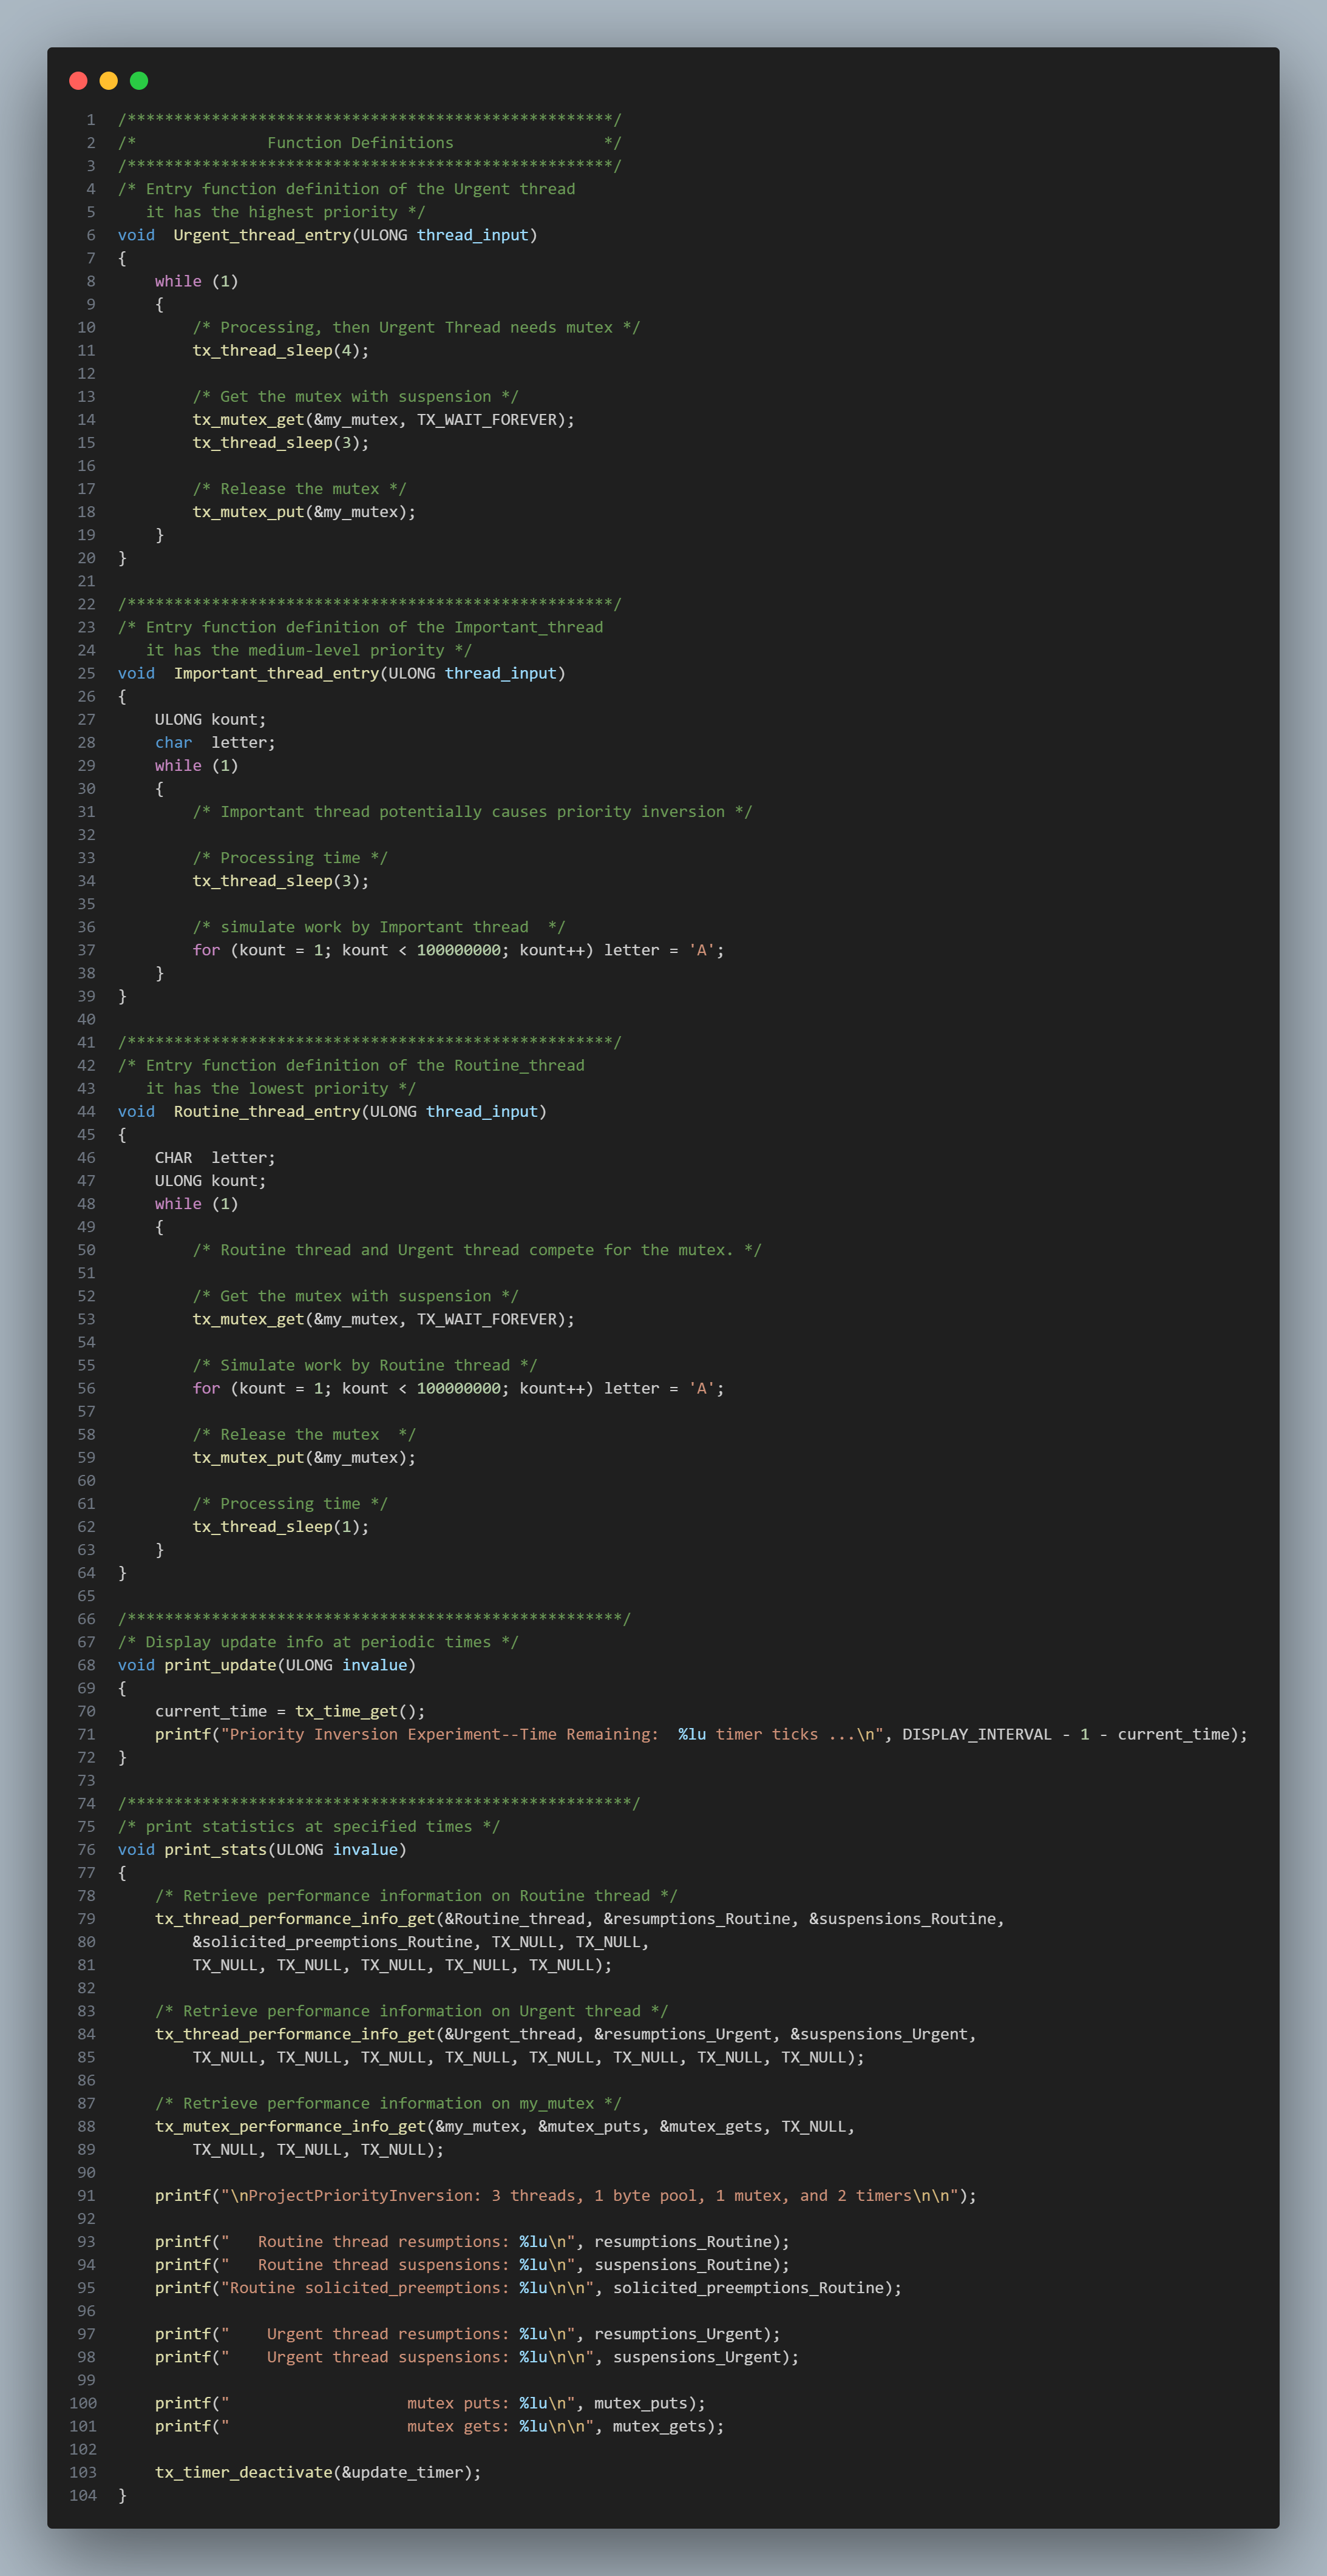 1 /****************************************************/
2 /*              Function Definitions                */
3 /****************************************************/
4 /* Entry function definition of the Urgent thread
5    it has the highest priority */
6 void  Urgent_thread_entry(ULONG thread_input)
7 {
8     while (1)
9     {
10         /* Processing, then Urgent Thread needs mutex */
11         tx_thread_sleep(4);
12
13         /* Get the mutex with suspension */
14         tx_mutex_get(&my_mutex, TX_WAIT_FOREVER);
15         tx_thread_sleep(3);
16
17         /* Release the mutex */
18         tx_mutex_put(&my_mutex);
19     }
20 }
21
22 /****************************************************/
23 /* Entry function definition of the Important_thread
24    it has the medium-level priority */
25 void  Important_thread_entry(ULONG thread_input)
26 {
27     ULONG kount;
28     char  letter;
29     while (1)
30     {
31         /* Important thread potentially causes priority inversion */
32
33         /* Processing time */
34         tx_thread_sleep(3);
35
36         /* simulate work by Important thread  */
37         for (kount = 1; kount < 100000000; kount++) letter = 'A';
38     }
39 }
40
41 /****************************************************/
42 /* Entry function definition of the Routine_thread
43    it has the lowest priority */
44 void  Routine_thread_entry(ULONG thread_input)
45 {
46     CHAR  letter;
47     ULONG kount;
48     while (1)
49     {
50         /* Routine thread and Urgent thread compete for the mutex. */
51
52         /* Get the mutex with suspension */
53         tx_mutex_get(&my_mutex, TX_WAIT_FOREVER);
54
55         /* Simulate work by Routine thread */
56         for (kount = 1; kount < 100000000; kount++) letter = 'A';
57
58         /* Release the mutex  */
59         tx_mutex_put(&my_mutex);
60
61         /* Processing time */
62         tx_thread_sleep(1);
63     }
64 }
65
66 /*****************************************************/
67 /* Display update info at periodic times */
68 void print_update(ULONG invalue)
69 {
70     current_time = tx_time_get();
71     printf("Priority Inversion Experiment--Time Remaining:  %lu timer ticks ...\n", DISPLAY_INTERVAL - 1 - current_time);
72 }
73
74 /******************************************************/
75 /* print statistics at specified times */
76 void print_stats(ULONG invalue)
77 {
78     /* Retrieve performance information on Routine thread */
79     tx_thread_performance_info_get(&Routine_thread, &resumptions_Routine, &suspensions_Routine,
80         &solicited_preemptions_Routine, TX_NULL, TX_NULL,
81         TX_NULL, TX_NULL, TX_NULL, TX_NULL, TX_NULL);
82
83     /* Retrieve performance information on Urgent thread */
84     tx_thread_performance_info_get(&Urgent_thread, &resumptions_Urgent, &suspensions_Urgent,
85         TX_NULL, TX_NULL, TX_NULL, TX_NULL, TX_NULL, TX_NULL, TX_NULL, TX_NULL);
86
87     /* Retrieve performance information on my_mutex */
88     tx_mutex_performance_info_get(&my_mutex, &mutex_puts, &mutex_gets, TX_NULL,
89         TX_NULL, TX_NULL, TX_NULL);
90
91     printf("\nProjectPriorityInversion: 3 threads, 1 byte pool, 1 mutex, and 2 timers\n\n");
92
93     printf("   Routine thread resumptions: %lu\n", resumptions_Routine);
94     printf("   Routine thread suspensions: %lu\n", suspensions_Routine);
95     printf("Routine solicited_preemptions: %lu\n\n", solicited_preemptions_Routine);
96
97     printf("    Urgent thread resumptions: %lu\n", resumptions_Urgent);
98     printf("    Urgent thread suspensions: %lu\n\n", suspensions_Urgent);
99
100     printf("                   mutex puts: %lu\n", mutex_puts);
101     printf("                   mutex gets: %lu\n\n", mutex_gets);
102
103     tx_timer_deactivate(&update_timer);
104 }